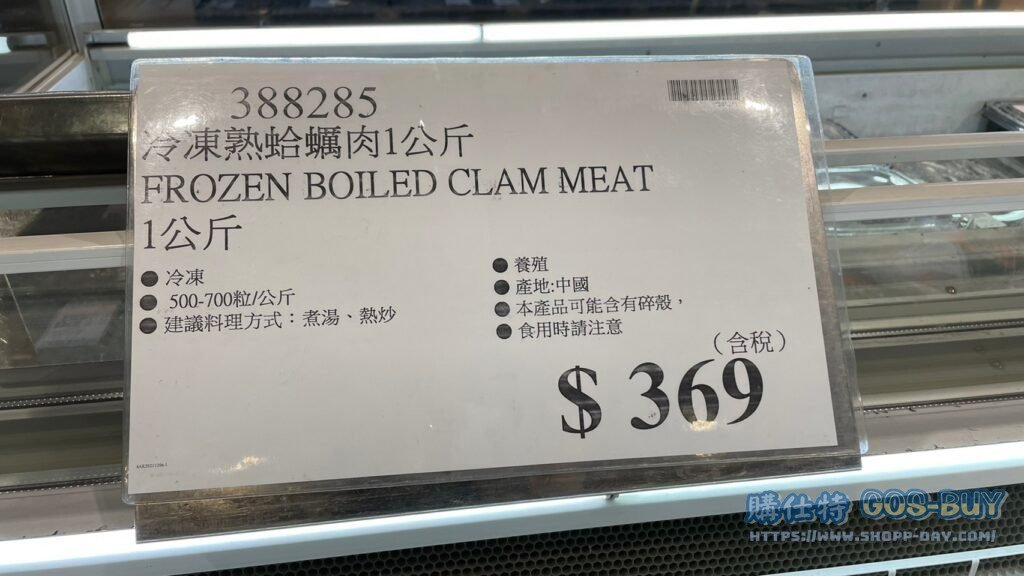 388285
冷凍熟蛤蠣肉1公斤
FROZEN BOILED CLAM MEAT
1公斤
● 冷凍
● 500-700粒/公斤
● 建議料理方式：煮湯、熱炒
● 養殖
● 產地:中國
● 本產品可能含有碎殼，
● 食用時請注意
（含稅）
$ 369
購仕特 GOS-BUY
HTTPS://WWW.SHOPP-DAY.COM/